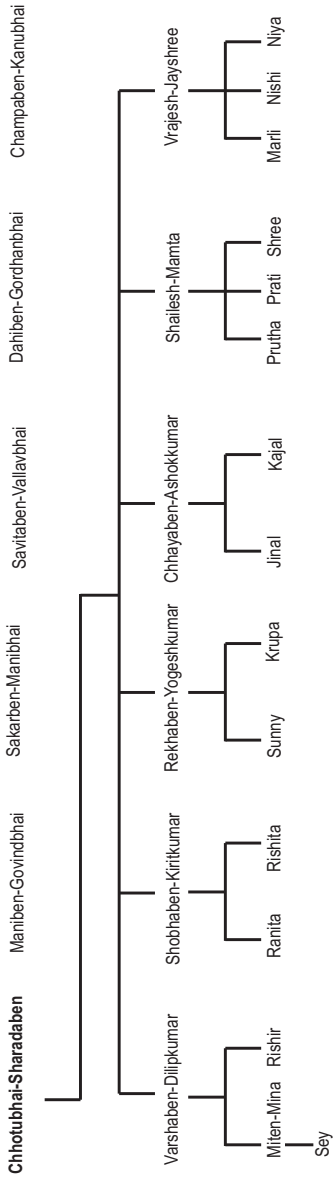 Chhotubhai-Sharadaben Maniben-Govindbhai Sakarben-Manibhai Savitaben-Vallavbhai Dahiben-Gordhanbhai Champaben-Kanubhai
Varshaben-Dilipkumar Shobhaben-Kiritkumar Rekhaben-Yogeshkumar Chhayaben-Ashokkumar Shailesh-Mamta Vrajesh-Jayshree
Miten-Mina Rishir Ranita Rishita Sunny Krupa Jinal Kajal Prutha Prati Shree Marli Nishi Niya
Sey